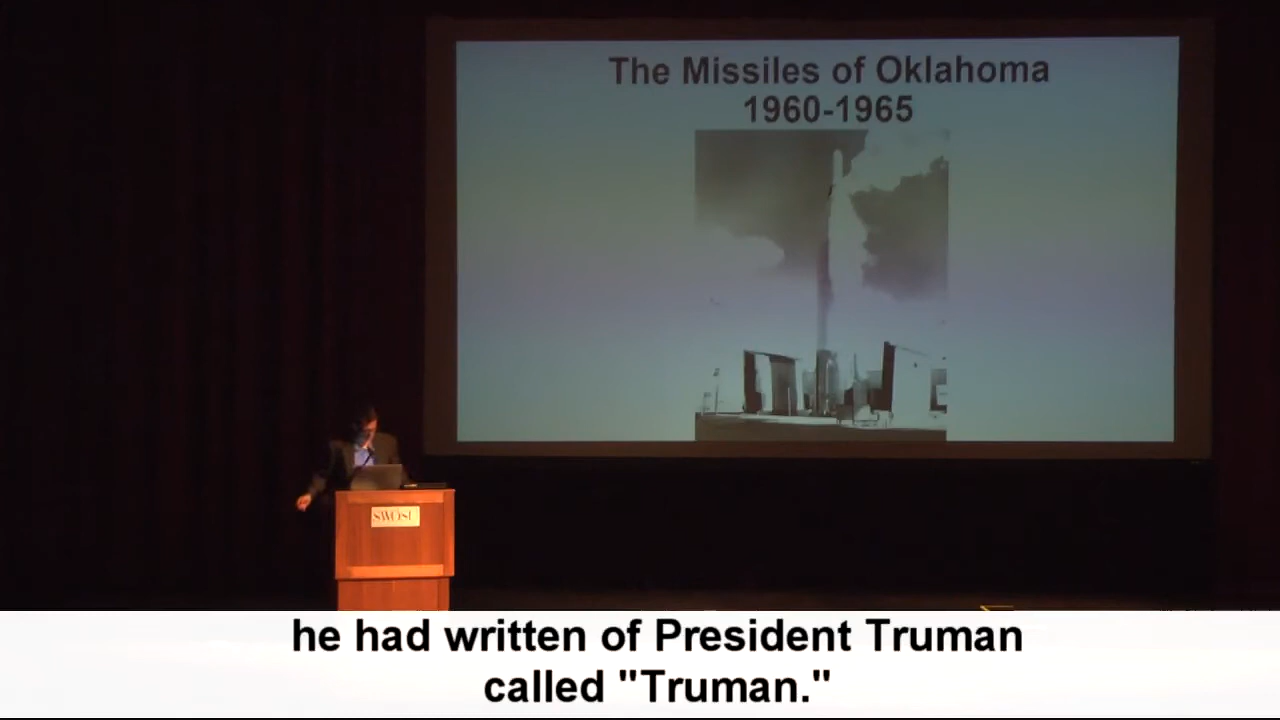 The Missiles of Oklahoma
1960-1965
SWOSU
he had written of President Truman
called "Truman."